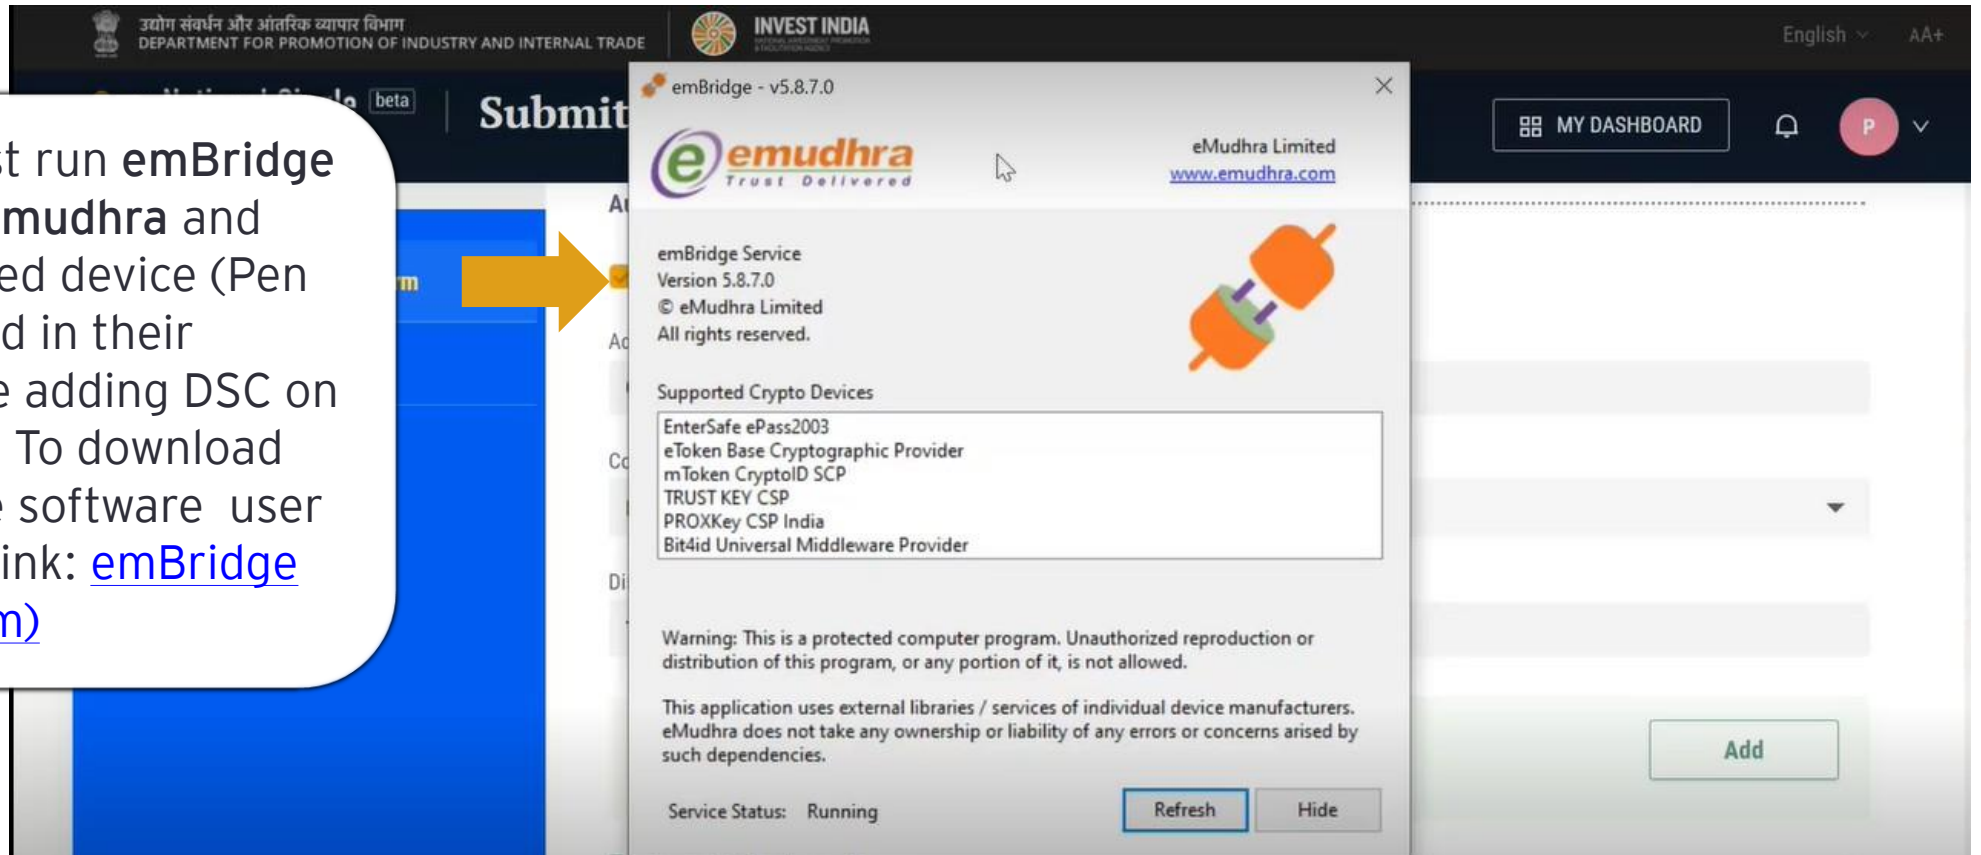 उद्योग संवर्धन और आंतरिक व्यापार विभाग
DEPARTMENT FOR PROMOTION OF INDUSTRY AND INTERNAL TRADE
INVEST INDIA
English
AA+
beta
Submit
MY DASHBOARD
P
st run emBridge
mudhra and
ed device (Pen
d in their
e adding DSC on
To download
e software user
ink: emBridge
m)
rm
emBridge - v5.8.7.0
emudhra
Trust Delivered
eMudhra Limited
www.emudhra.com
emBridge Service
Version 5.8.7.0
© eMudhra Limited
All rights reserved.
Supported Crypto Devices
EnterSafe ePass2003
eToken Base Cryptographic Provider
mToken CryptoID SCP
TRUST KEY CSP
PROXKey CSP India
Bit4id Universal Middleware Provider
Warning: This is a protected computer program. Unauthorized reproduction or
distribution of this program, or any portion of it, is not allowed.
This application uses external libraries / services of individual device manufacturers.
eMudhra does not take any ownership or liability of any errors or concerns arised by
such dependencies.
Service Status: Running
Refresh
Hide
Add